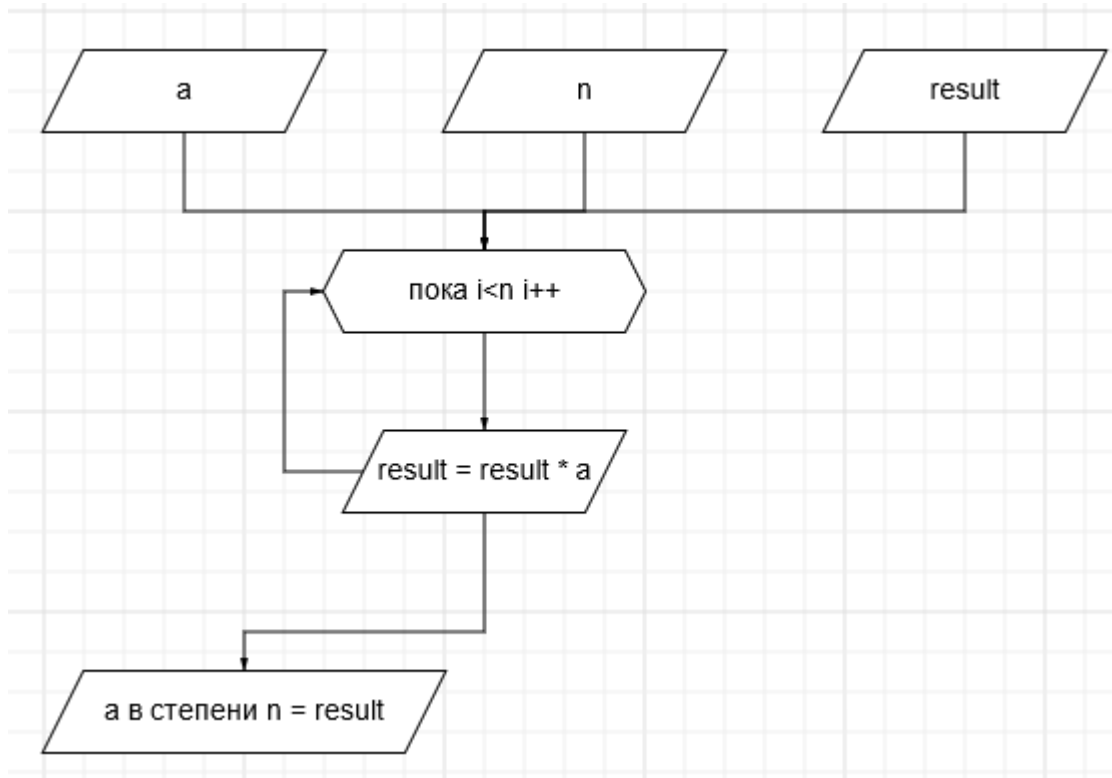 a
n
result
пока i<n i++
result = result * a
а в степени n = result